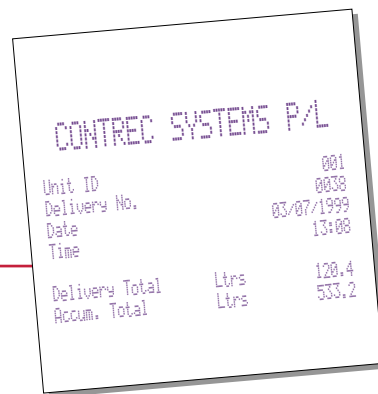 CONTREC SYSTEMS P/L
Unit ID 001
Delivery No. 0038
Date 03/07/1999
Time 13:08
Delivery Total Ltrs 120.4
Accum. Total Ltrs 533.2